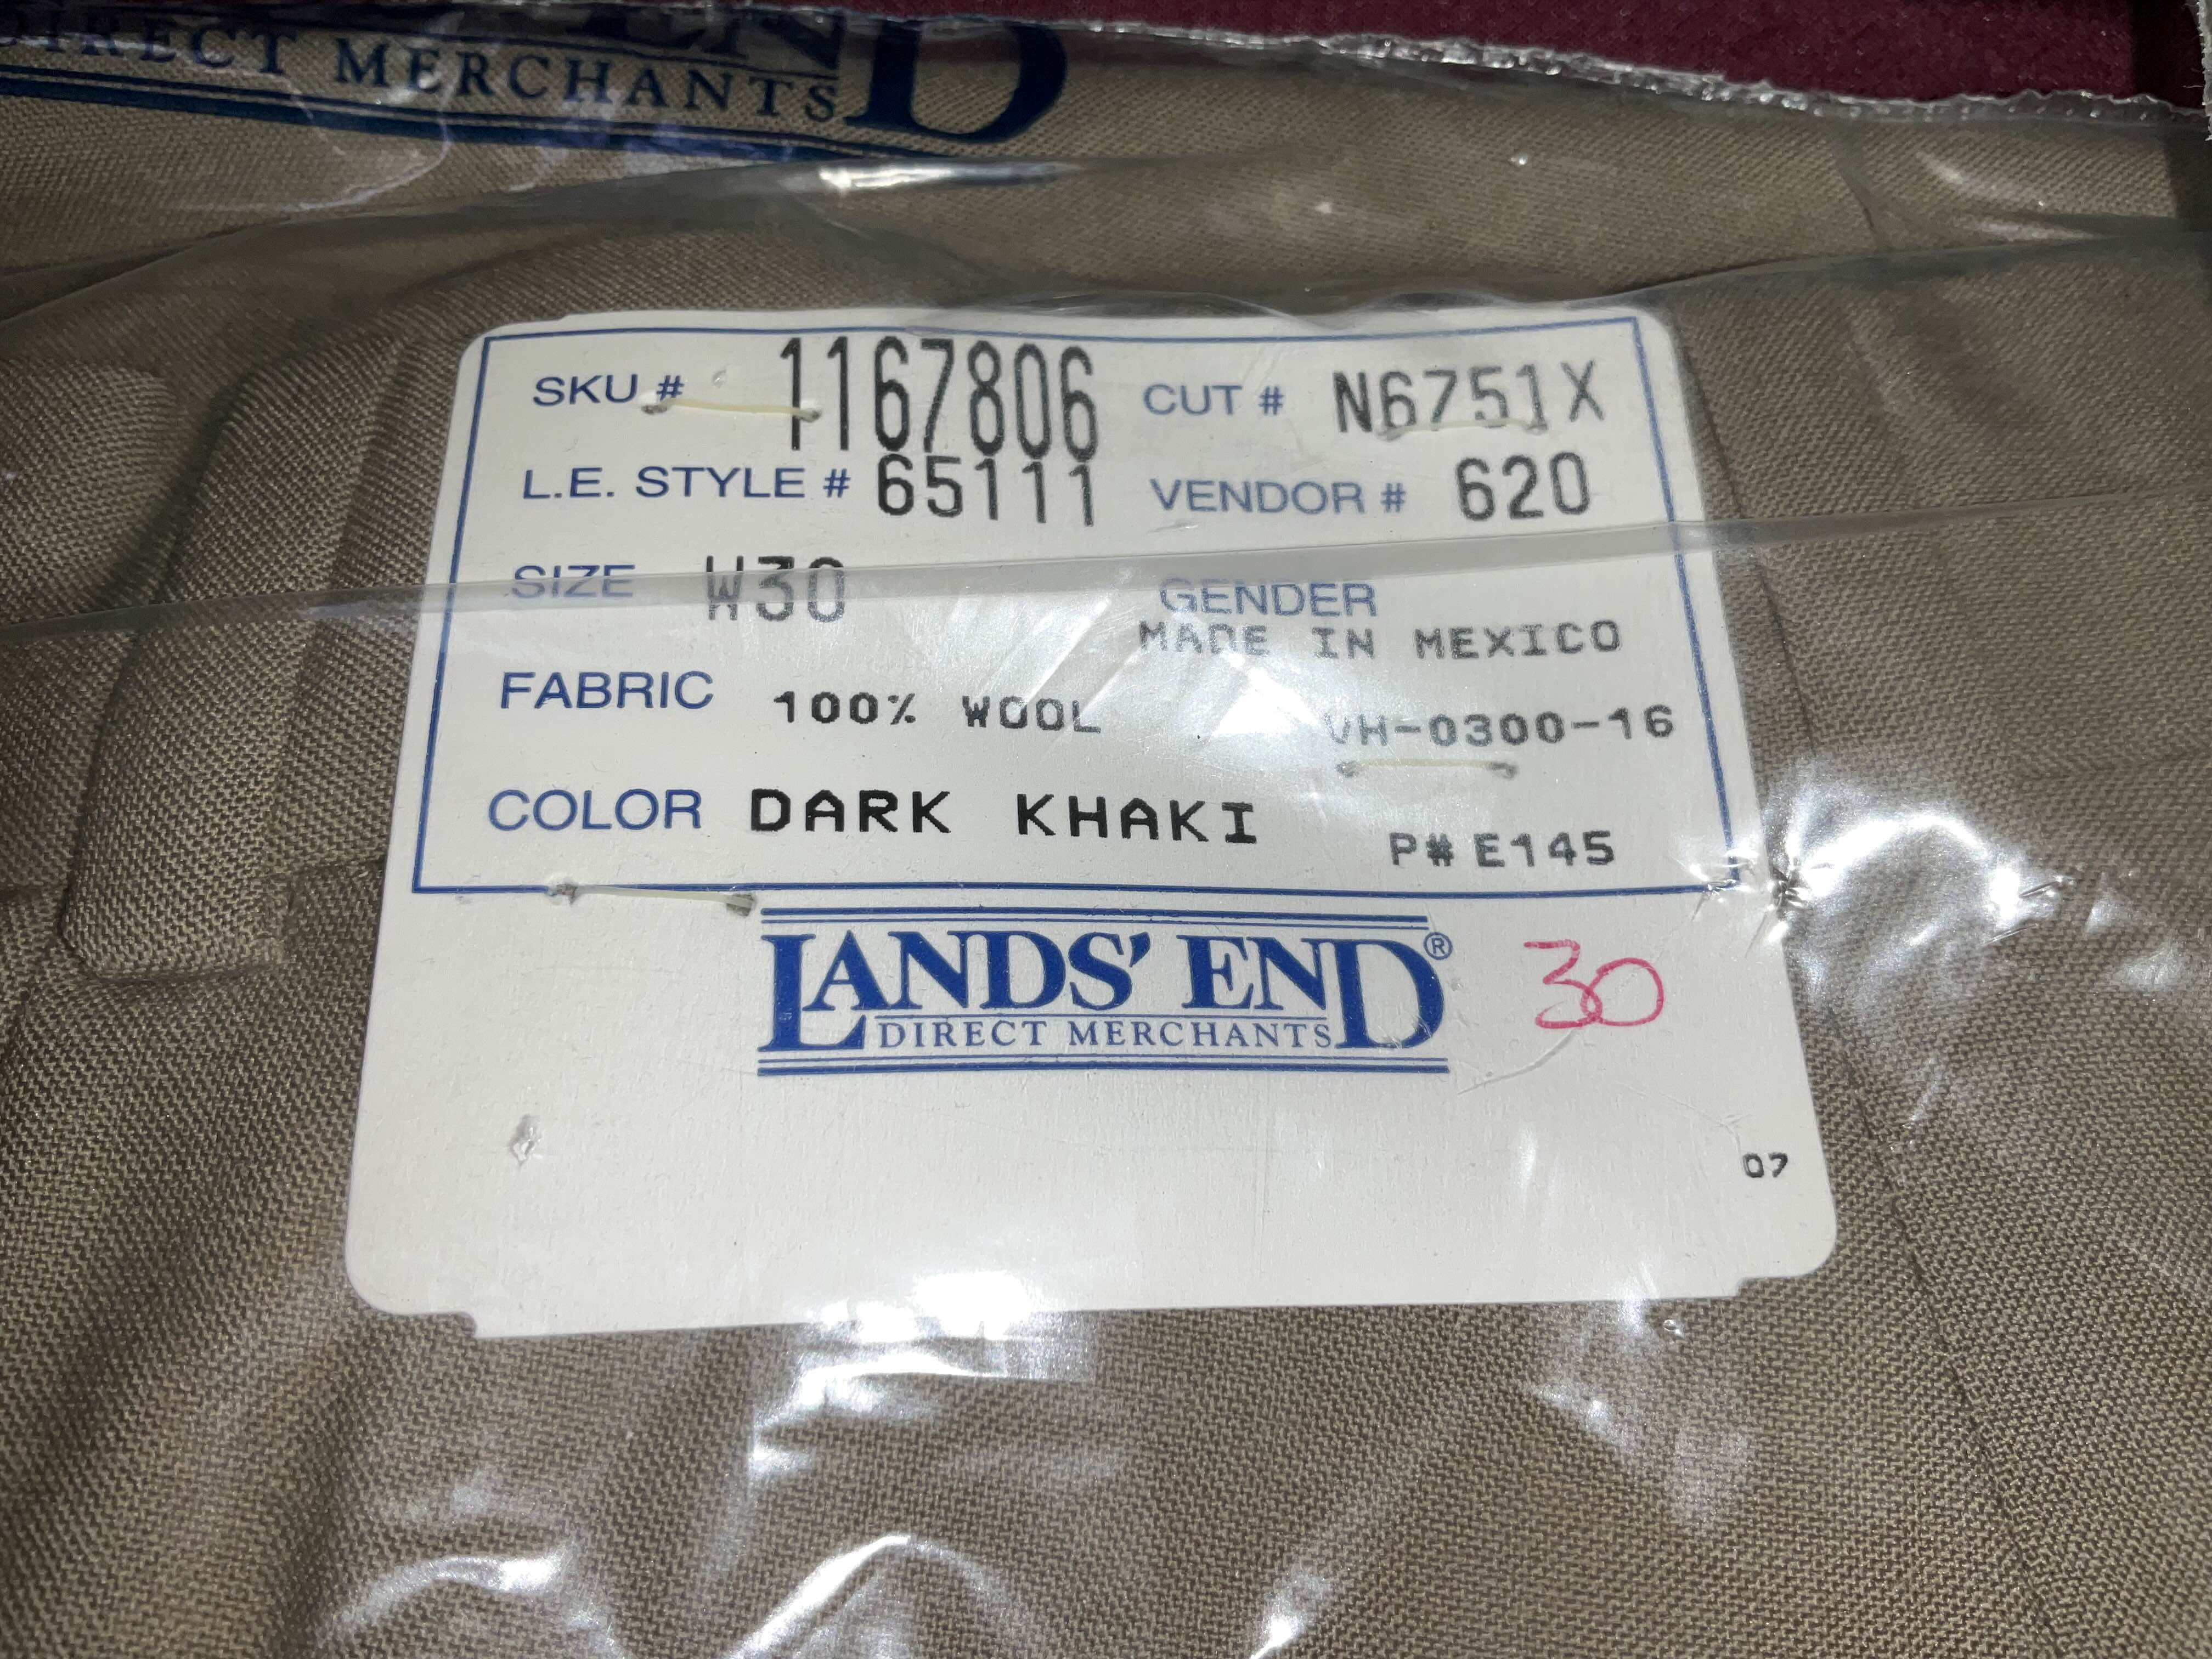 DIRECT MERCHANTS
SKU # 1167806 CUT # N6751X
L.E. STYLE # 65111 VENDOR # 620
SIZE W30 GENDER
MADE IN MEXICO
FABRIC 100% WOOL VH-0300-16
COLOR DARK KHAKI P# E145
LANDS' END® 30
DIRECT MERCHANTS
07